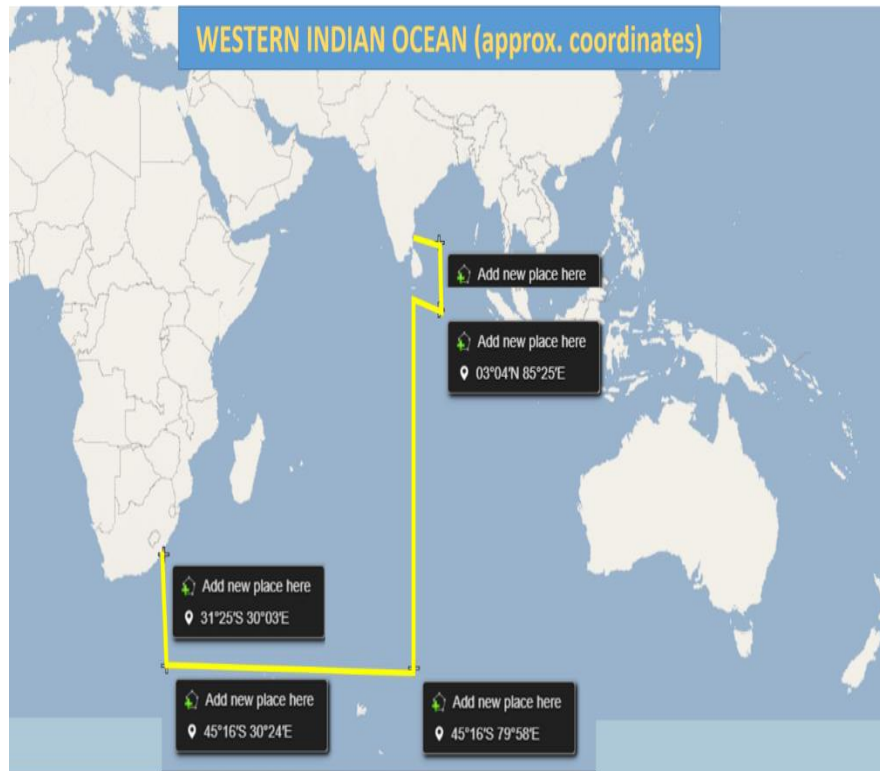 WESTERN INDIAN OCEAN (approx. coordinates)
Add new place here
Add new place here
03°04'N 85°25'E
Add new place here
31°25'S 30°03'E
Add new place here
45°16'S 30°24'E
Add new place here
45°16'S 79°58'E